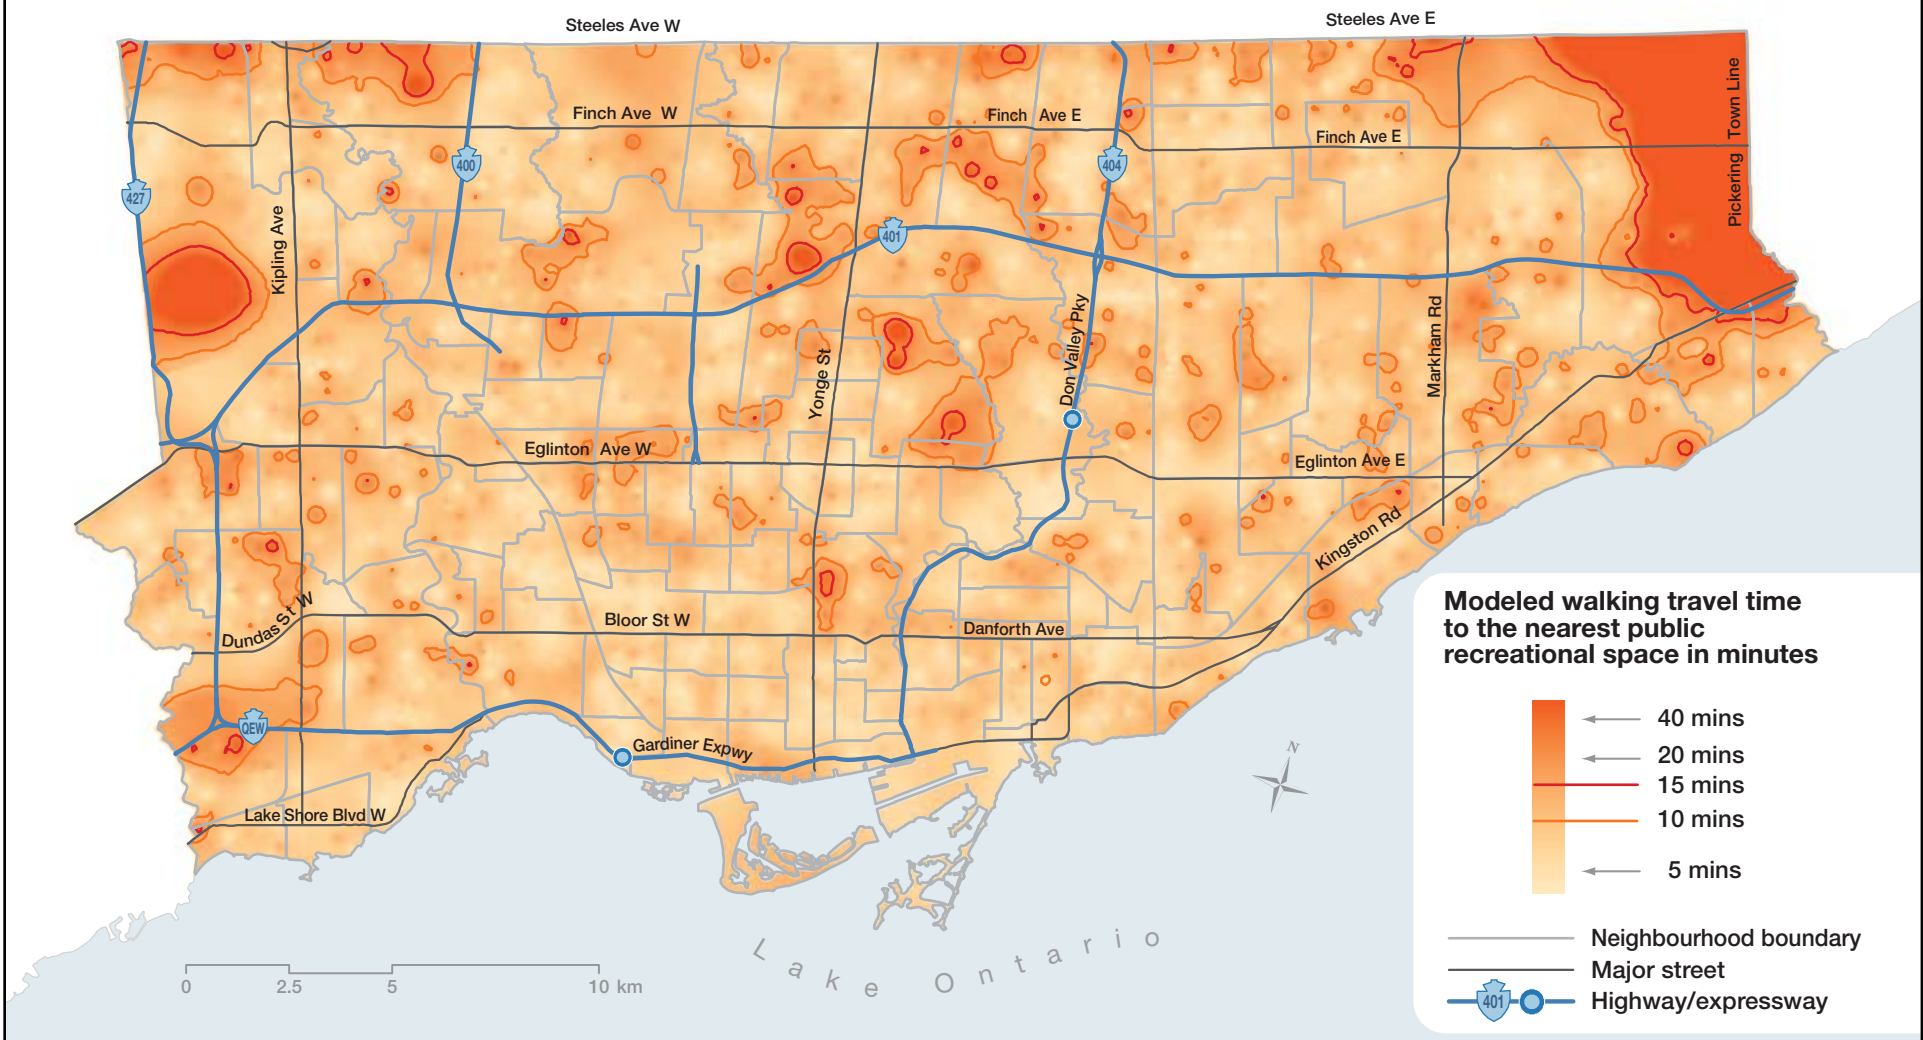 Steeles Ave W
Steeles Ave E
Finch Ave W
Finch Ave E
Finch Ave E
Pickering Town Line
427
400
404
401
Kipling Ave
Yonge St
Don Valley Pky
Markham Rd
Eglinton Ave W
Eglinton Ave E
Kingston Rd
Dundas St W
Bloor St W
Danforth Ave
QEW
Gardiner Expwy
Lake Shore Blvd W
N
Lake Ontario
0 2.5 5 10 km
Modeled walking travel time
to the nearest public
recreational space in minutes
40 mins
20 mins
15 mins
10 mins
5 mins
Neighbourhood boundary
Major street
401 Highway/expressway